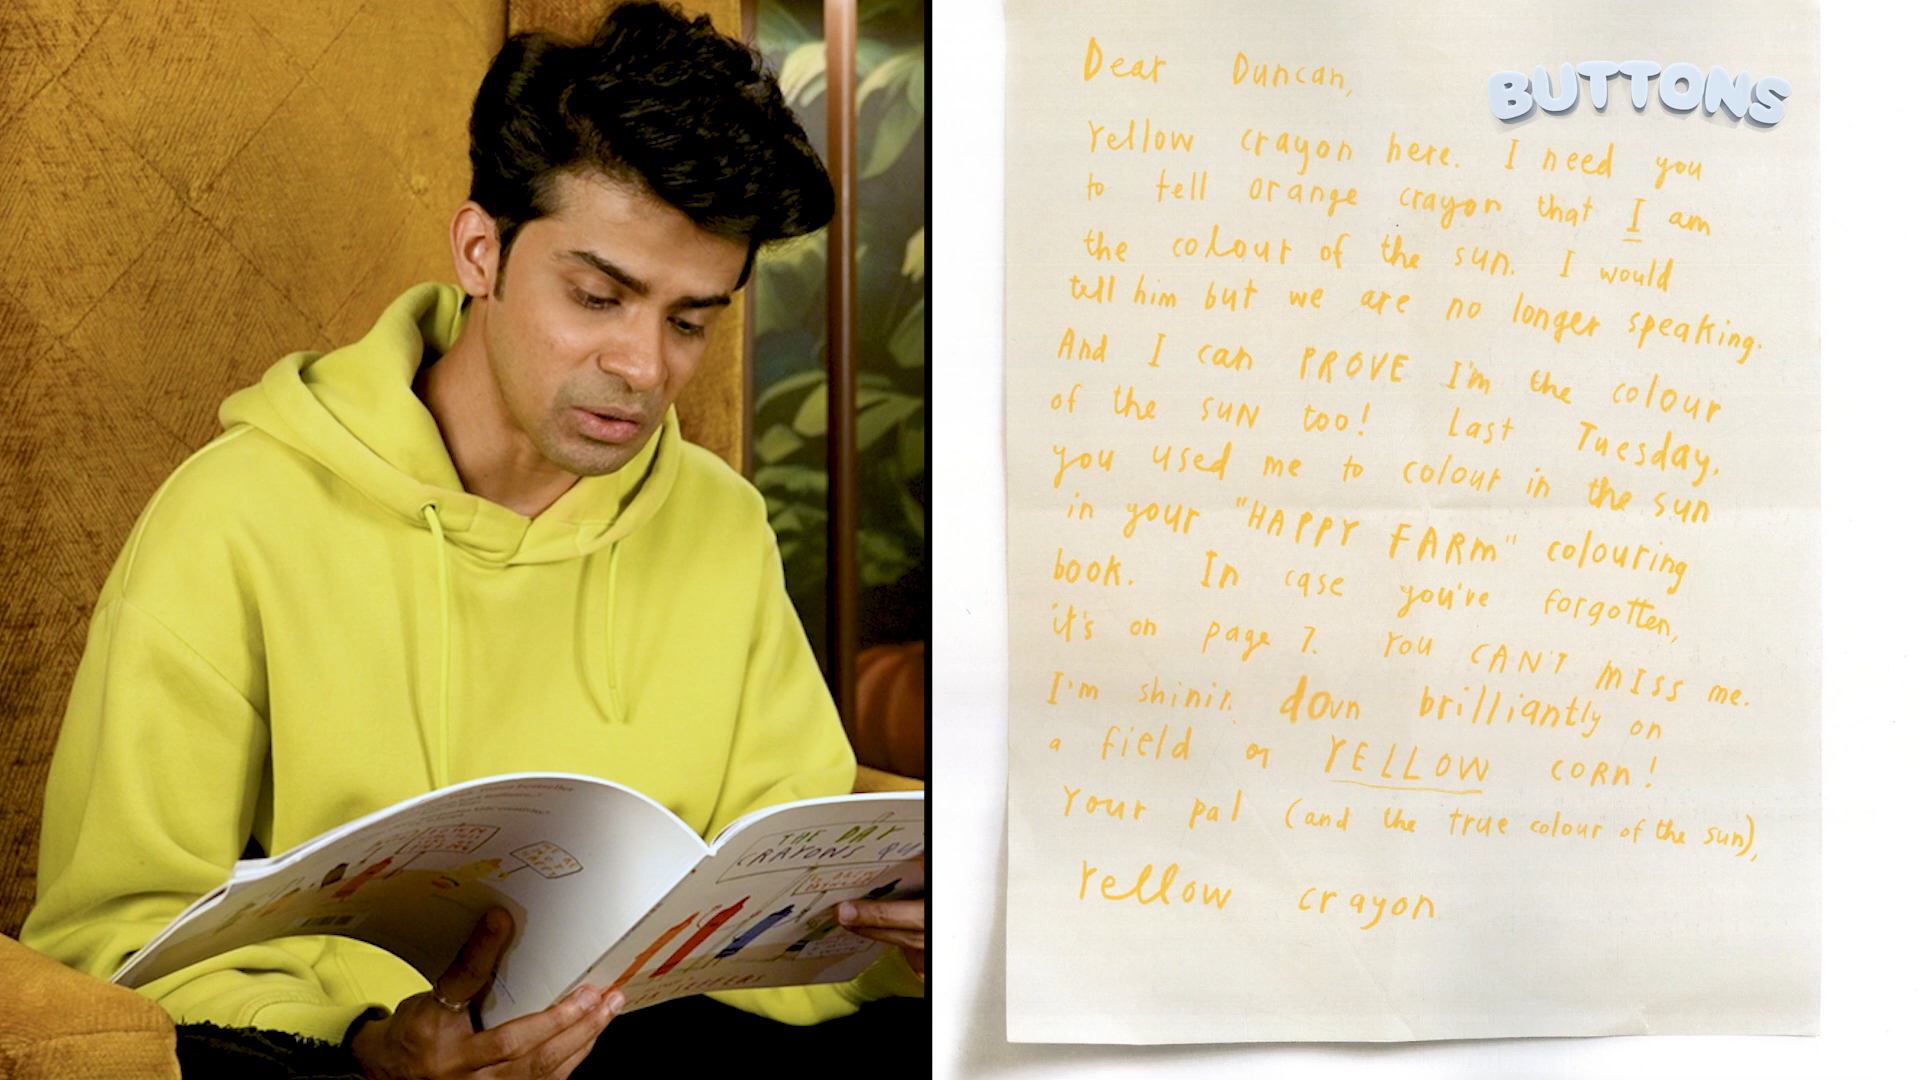 Dear Duncan,
BUTTONS
Yellow crayon here. I need you
to tell orange crayon that I am
the colour of the sun. I would
tell him but we are no longer speaking.
And I can PROVE I'm the colour
of the sun too! Last Tuesday,
you used me to colour in the sun
in your "HAPPY FARM" colouring
book. In case you've forgotten,
it's on page 7. You CAN'T MISS me.
I'm down brilliantly on
a field YELLOW corn!
Your pal (and the true colour of the sun),
Yellow crayon
THE DAY
CRAYONS QU